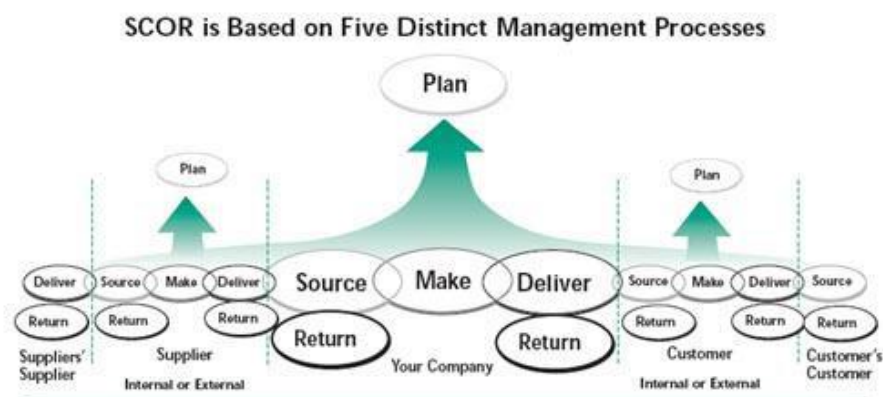 SCOR is Based on Five Distinct Management Processes
Plan
Plan
Plan
Deliver
Source
Make
Deliver
Source
Make
Deliver
Source
Make
Deliver
Source
Return
Return
Return
Return
Return
Return
Return
Return
Suppliers'
Supplier
Supplier
Internal or External
Your Company
Customer
Internal or External
Customer's
Customer